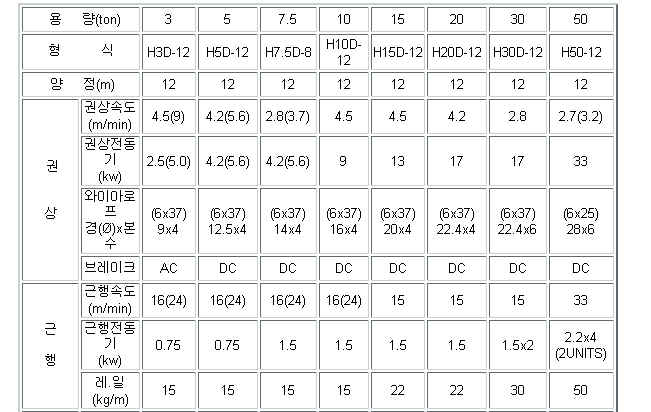 용 량(ton) 3 5 7.5 10 15 20 30 50
형 식 H3D-12 H5D-12 H7.5D-8 H10D-12 H15D-12 H20D-12 H30D-12 H50-12
양 정(m) 12 12 12 12 12 12 12 12
권 상
권상속도 (m/min) 4.5(9) 4.2(5.6) 2.8(3.7) 4.5 4.5 4.2 2.8 2.7(3.2)
권상전동기 (kw) 2.5(5.0) 4.2(5.6) 4.2(5.6) 9 13 17 17 33
와이아로프 경(Ø)x본수 (6x37) 9x4 (6x37) 12.5x4 (6x37) 14x4 (6x37) 16x4 (6x37) 20x4 (6x37) 22.4x4 (6x37) 22.4x6 (6x25) 28x6
브레이크 AC DC DC DC DC DC DC DC
근 행
근행속도 (m/min) 16(24) 16(24) 16(24) 16(24) 15 15 15 33
근행전동기 (kw) 0.75 0.75 1.5 1.5 1.5 1.5 1.5x2 2.2x4 (2UNITS)
레.일 (kg/m) 15 15 15 15 22 22 30 50